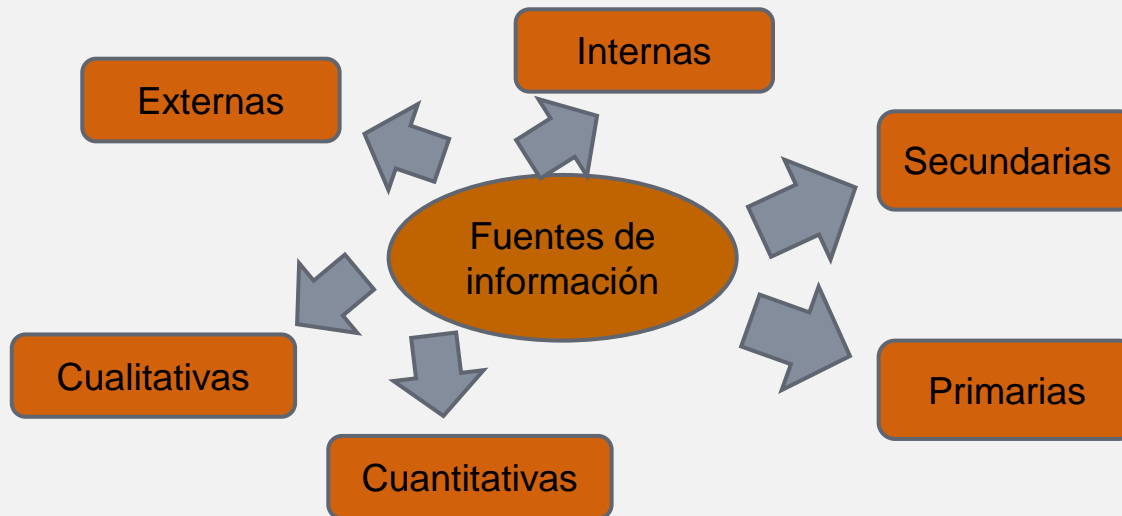 Internas
Externas
Secundarias
Fuentes de
información
Cualitativas
Primarias
Cuantitativas